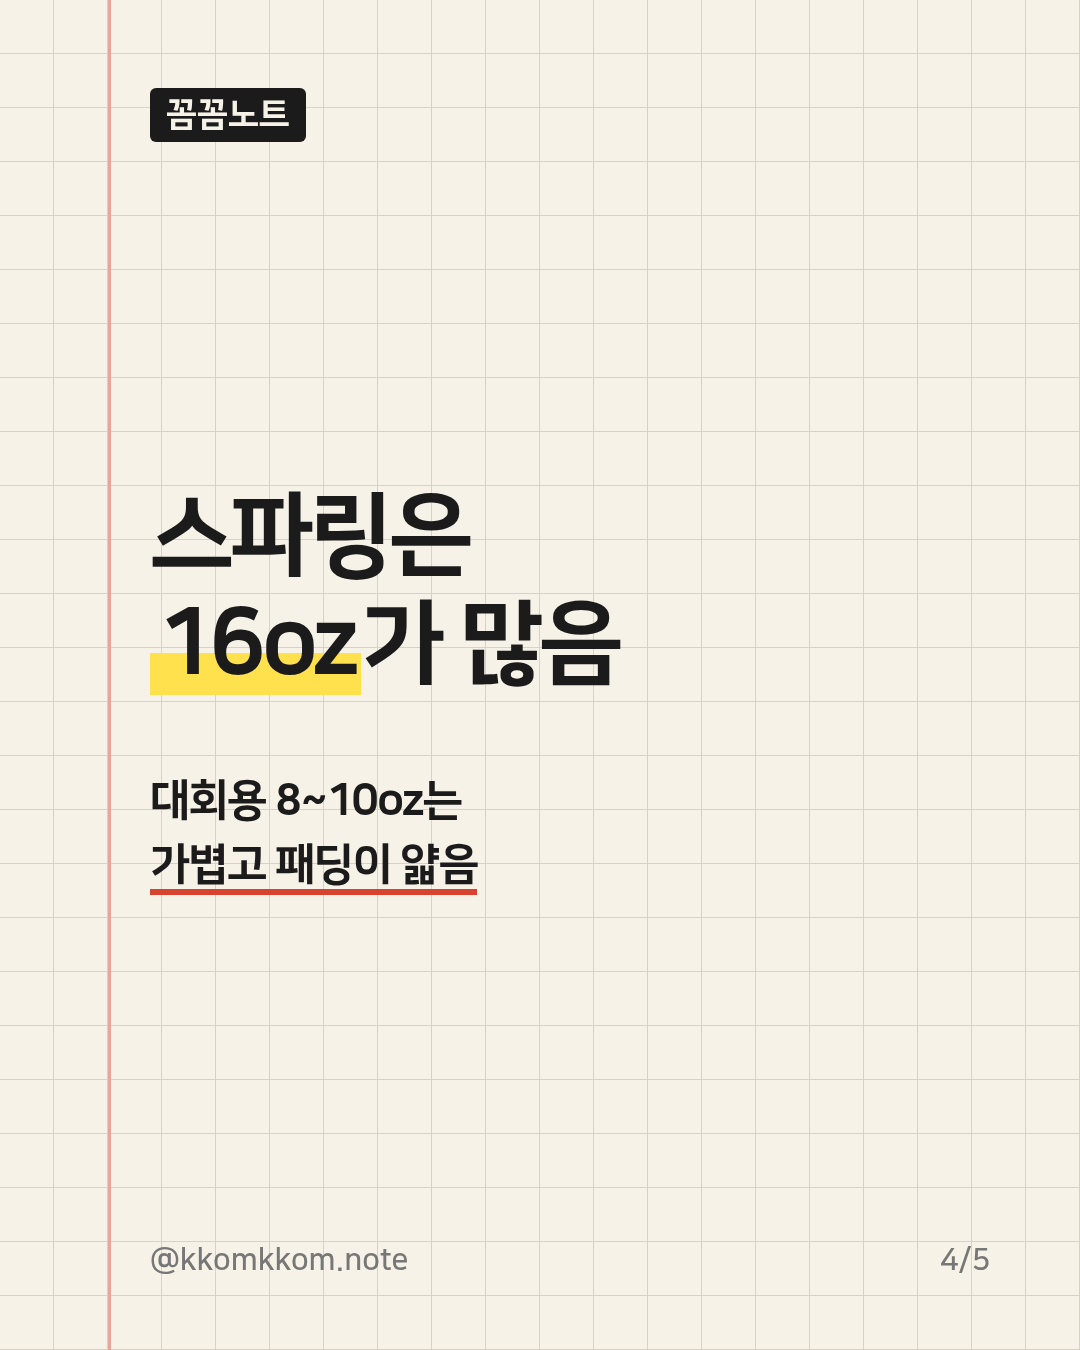 꼼꼼노트
스파링은
16oz가 많음
대회용 8~10oz는
가볍고 패딩이 얇음
@kkomkkom.note
4/5